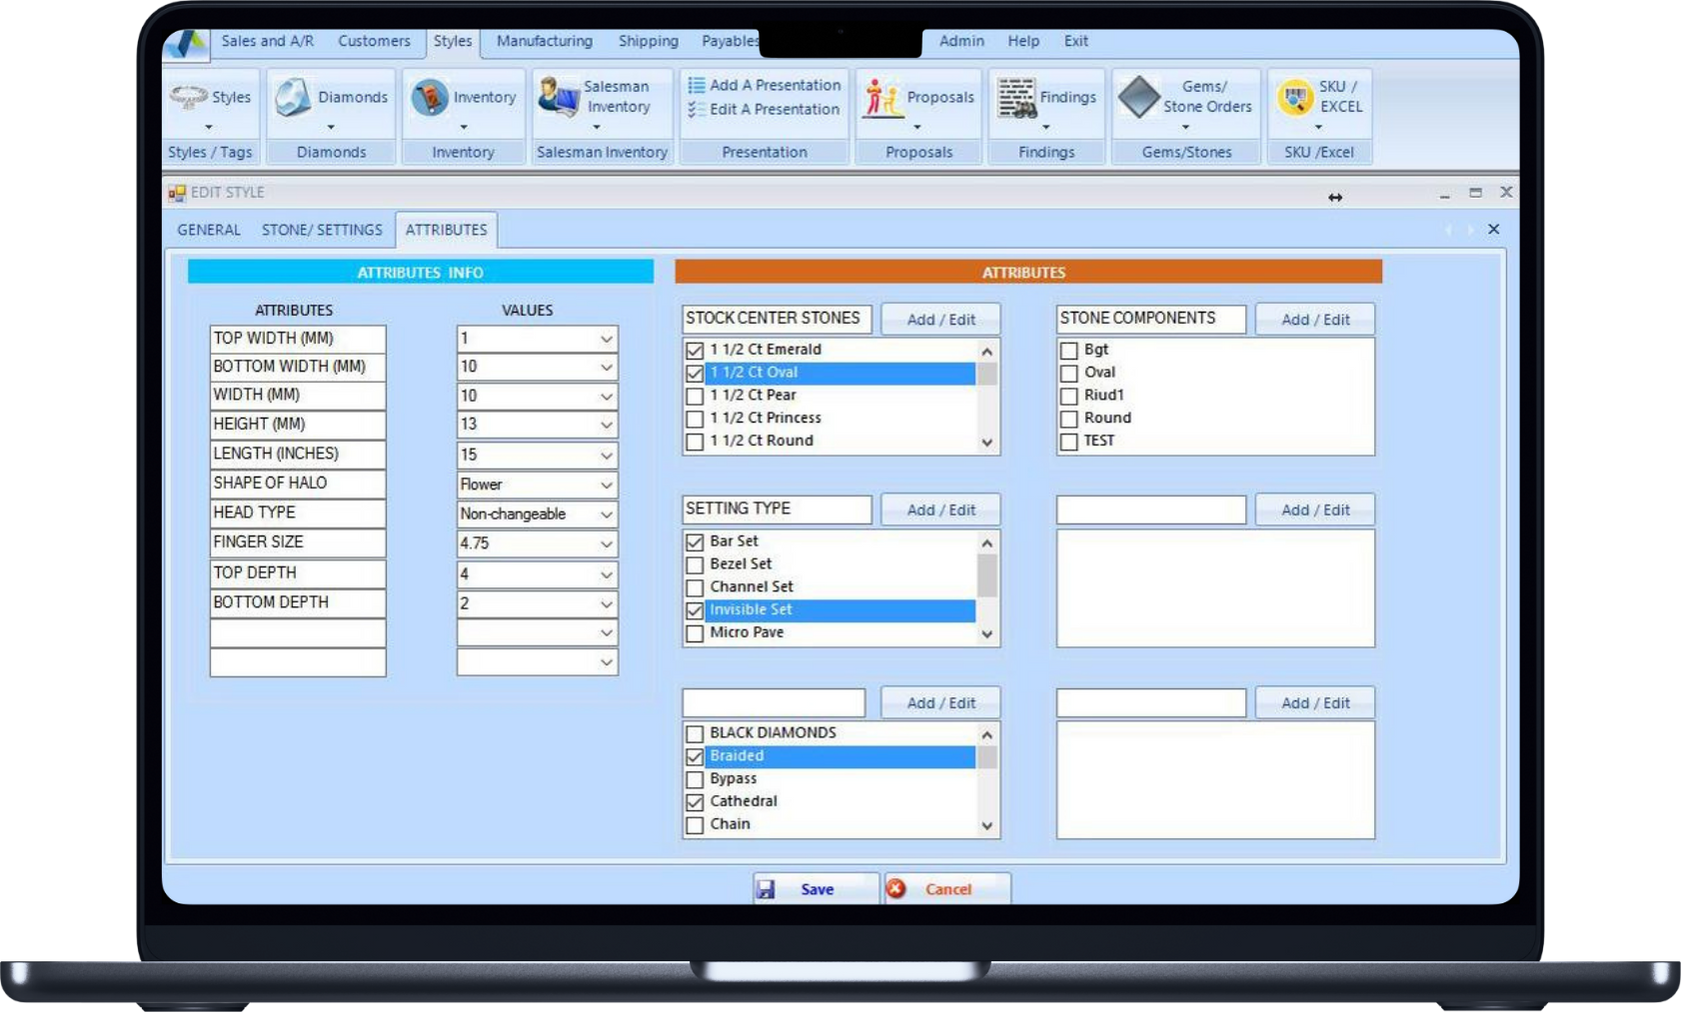 Sales and A/R Customers Styles Manufacturing Shipping Payables Admin Help Exit
Styles Diamonds Inventory Salesman Inventory Add A Presentation Proposals Findings Gems/ Stone Orders SKU / EXCEL
Edit A Presentation
Styles / Tags Diamonds Inventory Salesman Inventory Presentation Proposals Findings Gems/Stones SKU /Excel
EDIT STYLE
GENERAL STONE/ SETTINGS ATTRIBUTES
ATTRIBUTES INFO
ATTRIBUTES VALUES
TOP WIDTH (MM) 1
BOTTOM WIDTH (MM) 10
WIDTH (MM) 10
HEIGHT (MM) 13
LENGTH (INCHES) 15
SHAPE OF HALO Flower
HEAD TYPE Non-changeable
FINGER SIZE 4.75
TOP DEPTH 4
BOTTOM DEPTH 2
ATTRIBUTES
STOCK CENTER STONES Add / Edit
1 1/2 Ct Emerald
1 1/2 Ct Oval
1 1/2 Ct Pear
1 1/2 Ct Princess
1 1/2 Ct Round
STONE COMPONENTS Add / Edit
Bgt
Oval
Riud1
Round
TEST
SETTING TYPE Add / Edit
Bar Set
Bezel Set
Channel Set
Invisible Set
Micro Pave
Add / Edit
Add / Edit
BLACK DIAMONDS
Braided
Bypass
Cathedral
Chain
Add / Edit
Save Cancel